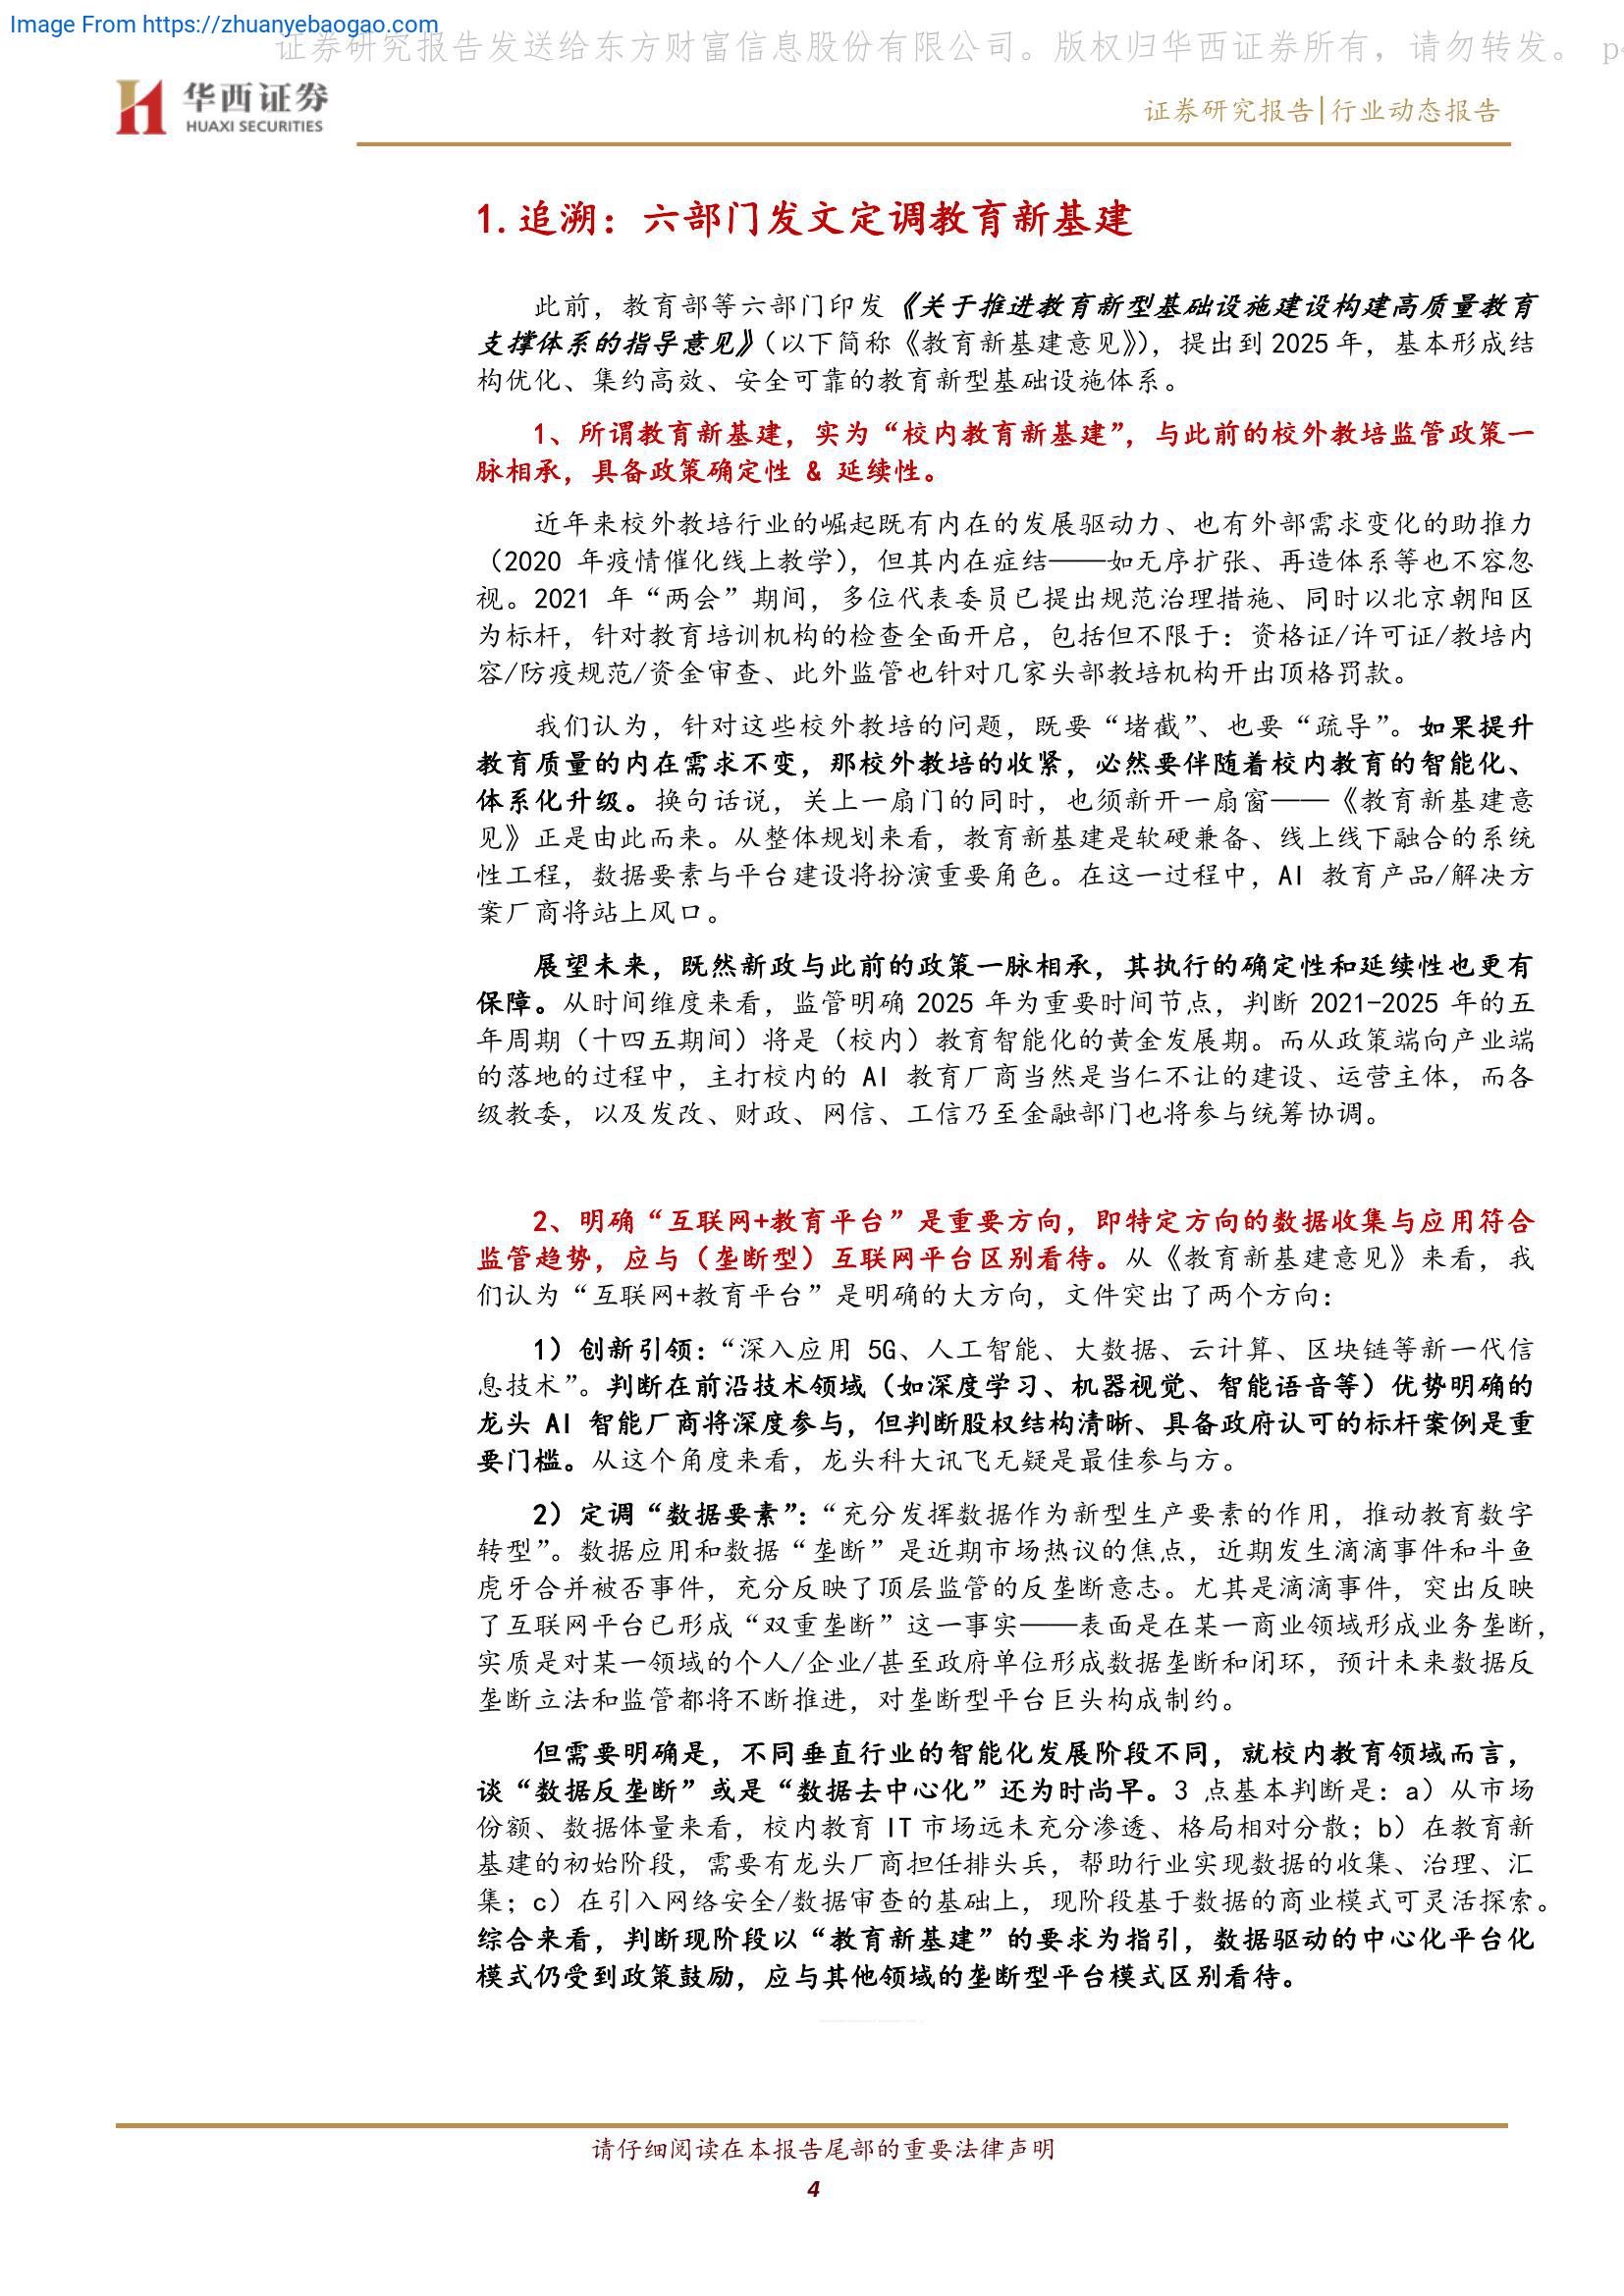 Image From https://zhuanyebaogao.com
证券研究报告发送给东方财富信息股份有限公司。版权归华西证券所有，请勿转发。 p4
华西证券
HUAXI SECURITIES
证券研究报告|行业动态报告
1.追溯：六部门发文定调教育新基建
此前，教育部等六部门印发《关于推进教育新型基础设施建设构建高质量教育
支撑体系的指导意见》（以下简称《教育新基建意见》），提出到 2025 年，基本形成结
构优化、集约高效、安全可靠的教育新型基础设施体系。
1、所谓教育新基建，实为“校内教育新基建”，与此前的校外教培监管政策一
脉相承，具备政策确定性 & 延续性。
近年来校外教培行业的崛起既有内在的发展驱动力、也有外部需求变化的助推力
（2020 年疫情催化线上教学），但其内在症结——如无序扩张、再造体系等也不容忽
视。2021 年“两会”期间，多位代表委员已提出规范治理措施、同时以北京朝阳区
为标杆，针对教育培训机构的检查全面开启，包括但不限于：资格证/许可证/教培内
容/防疫规范/资金审查、此外监管也针对几家头部教培机构开出顶格罚款。
我们认为，针对这些校外教培的问题，既要“堵截”、也要“疏导”。如果提升
教育质量的内在需求不变，那校外教培的收紧，必然要伴随着校内教育的智能化、
体系化升级。换句话说，关上一扇门的同时，也须新开一扇窗——《教育新基建意
见》正是由此而来。从整体规划来看，教育新基建是软硬兼备、线上线下融合的系统
性工程，数据要素与平台建设将扮演重要角色。在这一过程中，AI 教育产品/解决方
案厂商将站上风口。
展望未来，既然新政与此前的政策一脉相承，其执行的确定性和延续性也更有
保障。从时间维度来看，监管明确 2025 年为重要时间节点，判断 2021-2025 年的五
年周期（十四五期间）将是（校内）教育智能化的黄金发展期。而从政策端向产业端
的落地的过程中，主打校内的 AI 教育厂商当然是当仁不让的建设、运营主体，而各
级教委，以及发改、财政、网信、工信乃至金融部门也将参与统筹协调。
2、明确“互联网+教育平台”是重要方向，即特定方向的数据收集与应用符合
监管趋势，应与（垄断型）互联网平台区别看待。从《教育新基建意见》来看，我
们认为“互联网+教育平台”是明确的大方向，文件突出了两个方向：
1）创新引领：“深入应用 5G、人工智能、大数据、云计算、区块链等新一代信
息技术”。判断在前沿技术领域（如深度学习、机器视觉、智能语音等）优势明确的
龙头 AI 智能厂商将深度参与，但判断股权结构清晰、具备政府认可的标杆案例是重
要门槛。从这个角度来看，龙头科大讯飞无疑是最佳参与方。
2）定调“数据要素”：“充分发挥数据作为新型生产要素的作用，推动教育数字
转型”。数据应用和数据“垄断”是近期市场热议的焦点，近期发生滴滴事件和斗鱼
虎牙合并被否事件，充分反映了顶层监管的反垄断意志。尤其是滴滴事件，突出反映
了互联网平台已形成“双重垄断”这一事实——表面是在某一商业领域形成业务垄断，
实质是对某一领域的个人/企业/甚至政府单位形成数据垄断和闭环，预计未来数据反
垄断立法和监管都将不断推进，对垄断型平台巨头构成制约。
但需要明确是，不同垂直行业的智能化发展阶段不同，就校内教育领域而言，
谈“数据反垄断”或是“数据去中心化”还为时尚早。3 点基本判断是：a）从市场
份额、数据体量来看，校内教育 IT 市场远未充分渗透、格局相对分散；b）在教育新
基建的初始阶段，需要有龙头厂商担任排头兵，帮助行业实现数据的收集、治理、汇
集；c）在引入网络安全/数据审查的基础上，现阶段基于数据的商业模式可灵活探索。
综合来看，判断现阶段以“教育新基建”的要求为指引，数据驱动的中心化平台化
模式仍受到政策鼓励，应与其他领域的垄断型平台模式区别看待。
请仔细阅读在本报告尾部的重要法律声明
4